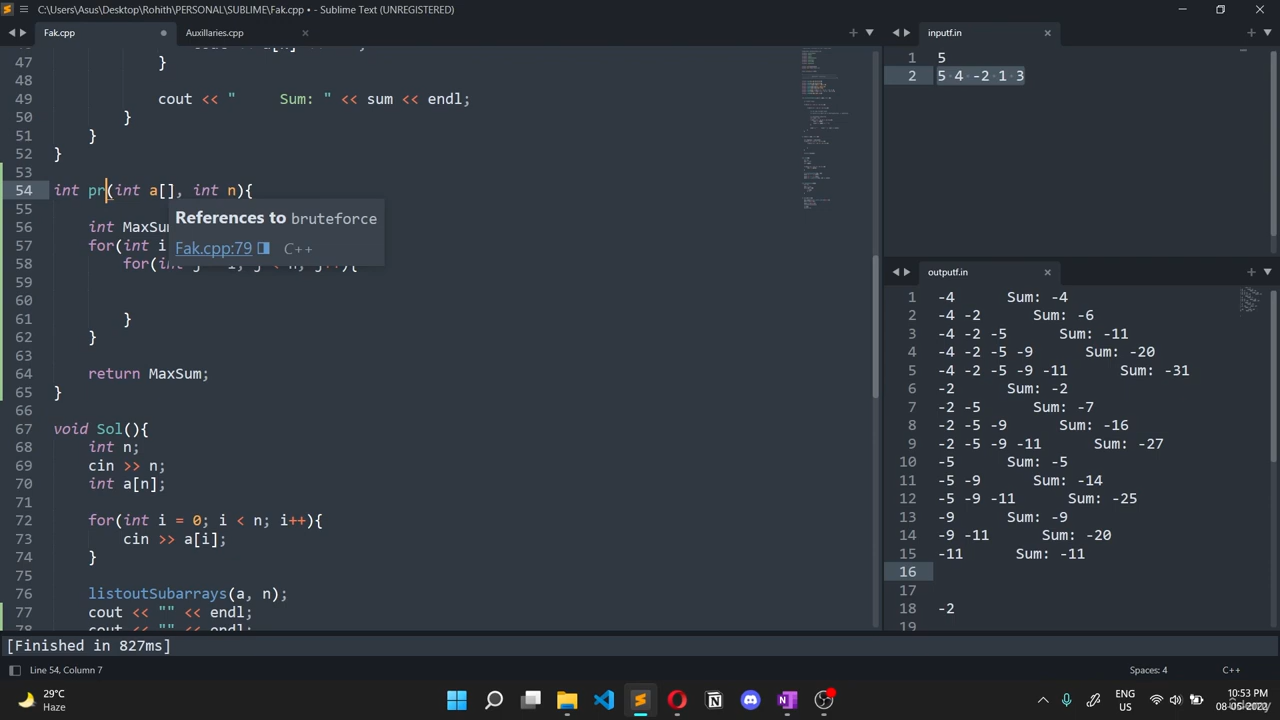 C:\Users\Asus\Desktop\Rohith\PERSONAL\SUBLIME\Fak.cpp • - Sublime Text (UNREGISTERED)
Fak.cpp
Auxillaries.cpp
47 }
48
49 cout << "      Sum: " << sum << endl;
50 }
51 }
52 }
53
54 int pr(int a[], int n){
55
References to bruteforce
56 int MaxSum
57 for(int i
Fak.cpp:79 C++
58 for(int j = i; j < n; j++){
59
60
61 }
62 }
63
64 return MaxSum;
65 }
66
67 void Sol(){
68 int n;
69 cin >> n;
70 int a[n];
71
72 for(int i = 0; i < n; i++){
73 cin >> a[i];
74 }
75
76 listoutSubarrays(a, n);
77 cout << "" << endl;
78 cout << "" << endl;
inputf.in
1 5
2 5 4 -2 1 3
outputf.in
1 -4      Sum: -4
2 -4 -2      Sum: -6
3 -4 -2 -5      Sum: -11
4 -4 -2 -5 -9      Sum: -20
5 -4 -2 -5 -9 -11      Sum: -31
6 -2      Sum: -2
7 -2 -5      Sum: -7
8 -2 -5 -9      Sum: -16
9 -2 -5 -9 -11      Sum: -27
10 -5      Sum: -5
11 -5 -9      Sum: -14
12 -5 -9 -11      Sum: -25
13 -9      Sum: -9
14 -9 -11      Sum: -20
15 -11      Sum: -11
16
17
18 -2
19
[Finished in 827ms]
Line 54, Column 7
Spaces: 4
C++
29°C
Haze
ENG
US
10:53 PM
08-05-2022